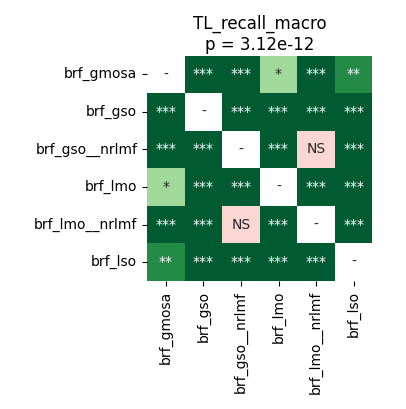 TL_recall_macro
p = 3.12e-12
brf_gmosa - *** *** * *** **
brf_gso *** - *** *** *** ***
brf_gso__nrlmf *** *** - *** NS ***
brf_lmo * *** *** - *** ***
brf_lmo__nrlmf *** *** NS *** - ***
brf_lso ** *** *** *** *** -
brf_gmosa
brf_gso
brf_gso__nrlmf
brf_lmo
brf_lmo__nrlmf
brf_lso